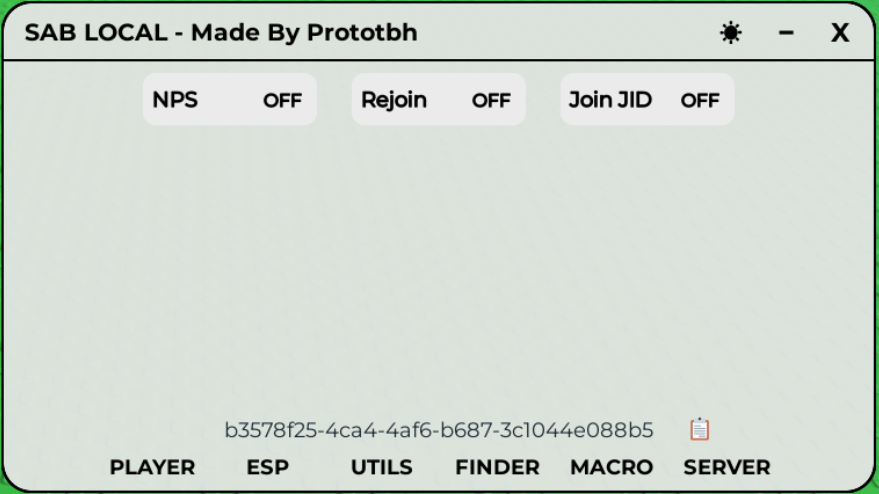 SAB LOCAL - Made By Prototbh – X
NPS OFF Rejoin OFF Join JID OFF
b3578f25-4ca4-4af6-b687-3c1044e088b5
PLAYER ESP UTILS FINDER MACRO SERVER